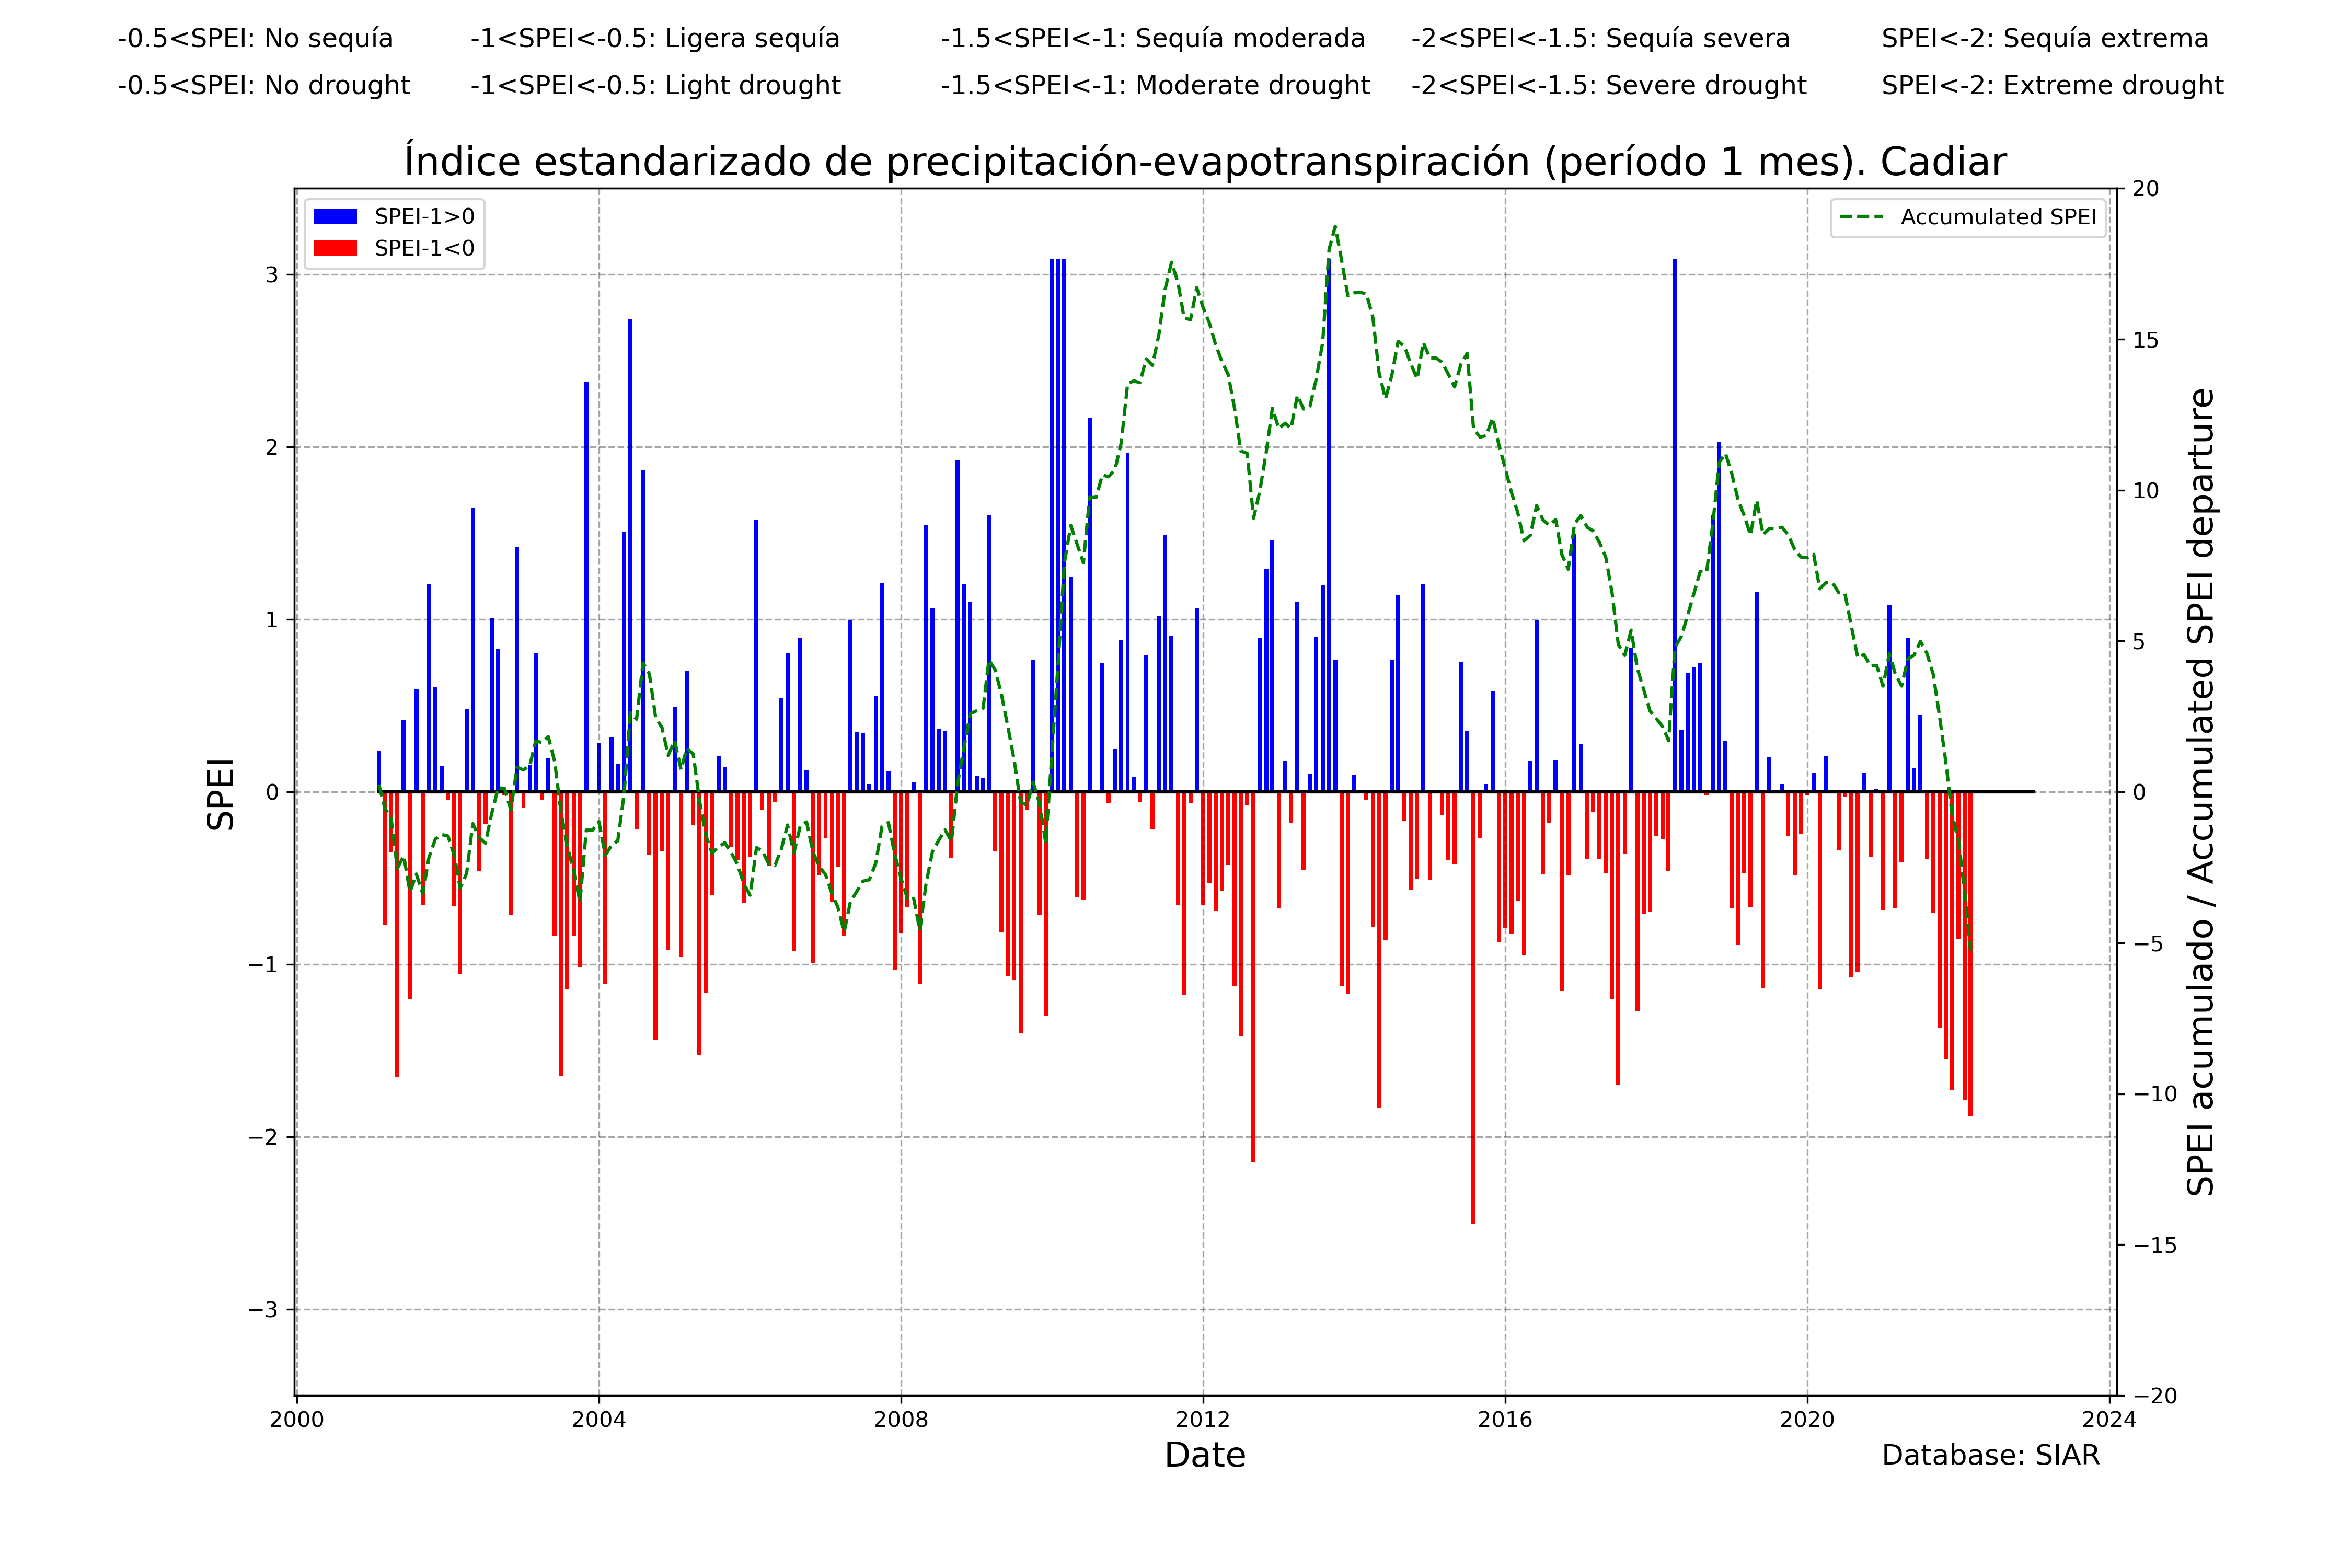 -0.5<SPEI: No sequía -1<SPEI<-0.5: Ligera sequía -1.5<SPEI<-1: Sequía moderada -2<SPEI<-1.5: Sequía severa SPEI<-2: Sequía extrema
-0.5<SPEI: No drought -1<SPEI<-0.5: Light drought -1.5<SPEI<-1: Moderate drought -2<SPEI<-1.5: Severe drought SPEI<-2: Extreme drought
Índice estandarizado de precipitación-evapotranspiración (período 1 mes). Cadiar
SPEI-1>0
SPEI-1<0
Accumulated SPEI
SPEI
3
2
1
0
−1
−2
−3
20
15
10
5
0
−5
−10
−15
−20
SPEI acumulado / Accumulated SPEI departure
2000 2004 2008 2012 2016 2020 2024
Date
Database: SIAR